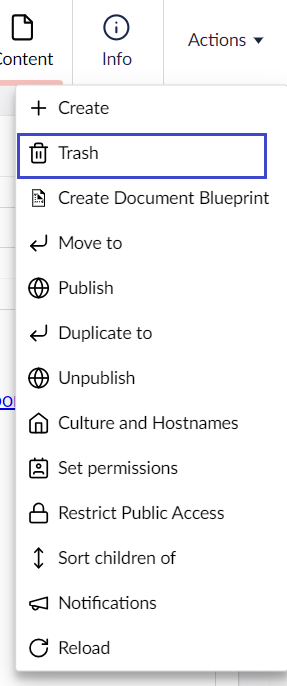 Content
Info
Actions
Create
Trash
Create Document Blueprint
Move to
Publish
Duplicate to
Unpublish
Culture and Hostnames
Set permissions
Restrict Public Access
Sort children of
Notifications
Reload